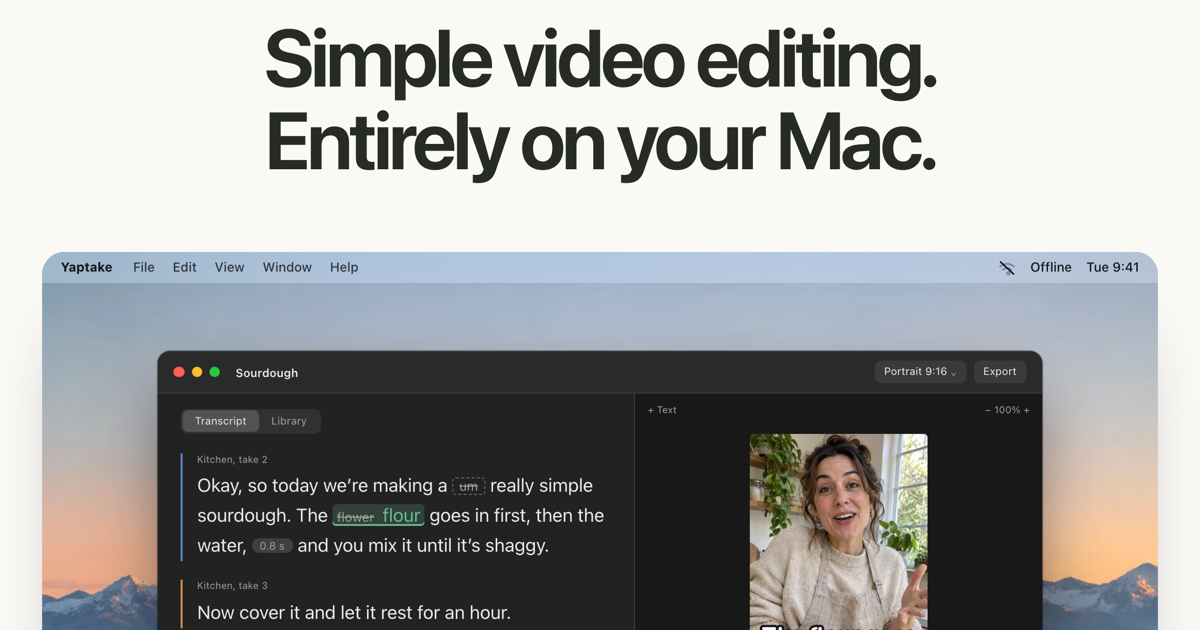 Simple video editing.
Entirely on your Mac.
Yaptake File Edit View Window Help Offline Tue 9:41
Sourdough Portrait 9:16 Export
Transcript Library
+ Text − 100% +
Kitchen, take 2
Okay, so today we’re making a um really simple
sourdough. The flower flour goes in first, then the
water, 0.8 s and you mix it until it’s shaggy.
Kitchen, take 3
Now cover it and let it rest for an hour.